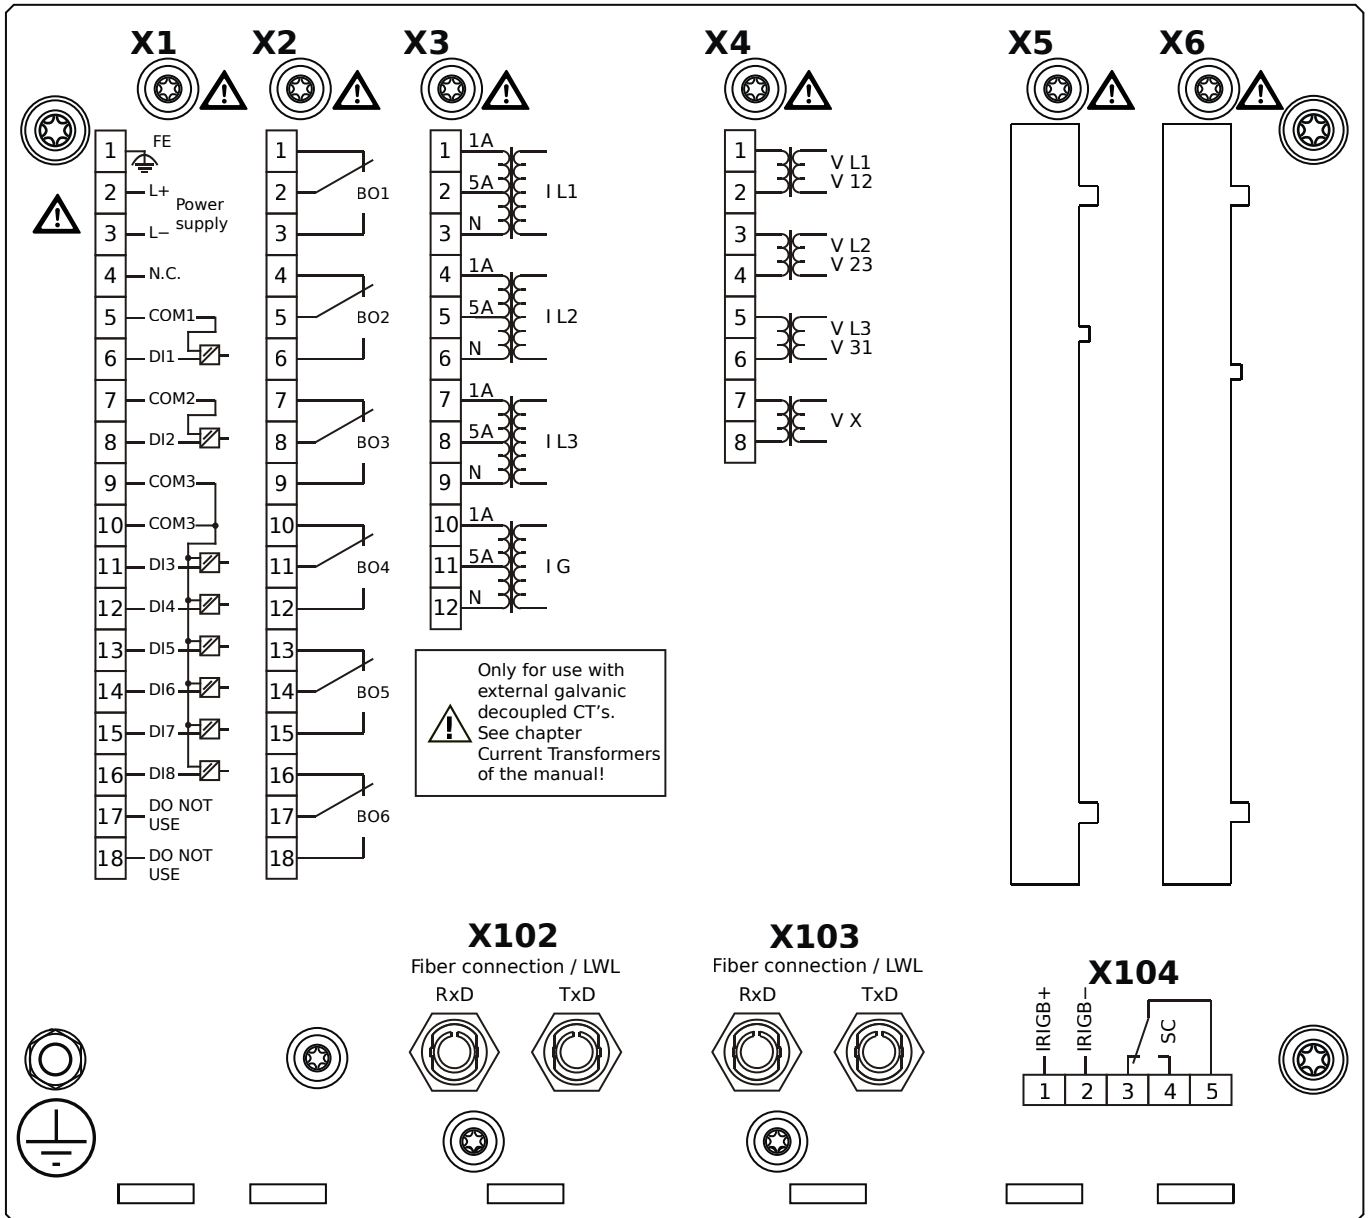 X1
X2
X3
X4
X5
X6
1
FE
2
L+
Power
supply
3
L−
4
N.C.
5
COM1
6
DI1
7
COM2
8
DI2
9
COM3
10
COM3
11
DI3
12
DI4
13
DI5
14
DI6
15
DI7
16
DI8
17
DO NOT
USE
18
DO NOT
USE
1
2
BO1
3
4
5
BO2
6
7
8
BO3
9
10
11
BO4
12
13
14
BO5
15
16
17
BO6
18
1
1A
2
5A
I L1
3
N
4
1A
5
5A
I L2
6
N
7
1A
8
5A
I L3
9
N
10
1A
11
5A
I G
12
N
Only for use with
external galvanic
decoupled CT's.
See chapter
Current Transformers
of the manual!
1
V L1
2
V 12
3
V L2
4
V 23
5
V L3
6
V 31
7
V X
8
X102
Fiber connection / LWL
RxD TxD
X103
Fiber connection / LWL
RxD TxD
X104
IRIGB+
IRIGB−
SC
1 2 3 4 5